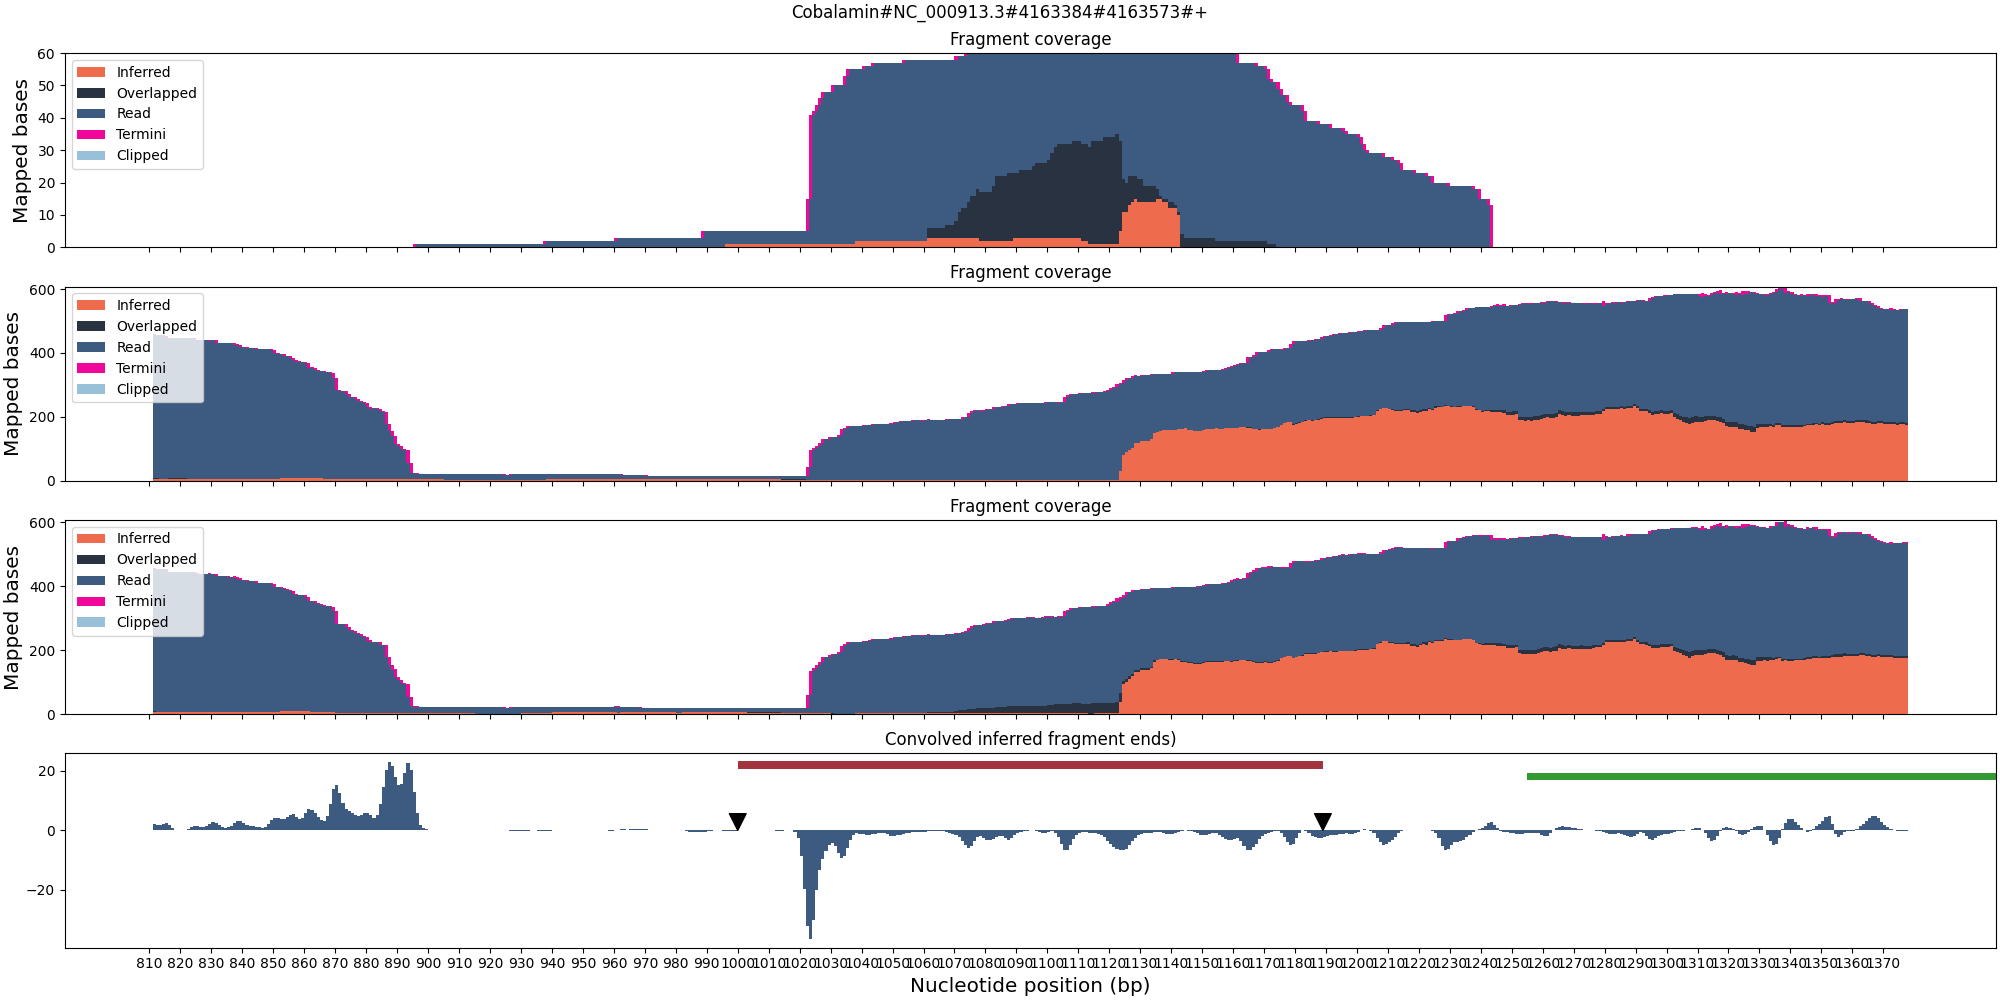 Cobalamin#NC_000913.3#4163384#4163573#+
Fragment coverage
Mapped bases
60
50
40
30
20
10
0
Inferred
Overlapped
Read
Termini
Clipped
Fragment coverage
Mapped bases
600
400
200
0
Inferred
Overlapped
Read
Termini
Clipped
Fragment coverage
Mapped bases
600
400
200
0
Inferred
Overlapped
Read
Termini
Clipped
Convolved inferred fragment ends)
20
0
−20
810 820 830 840 850 860 870 880 890 900 910 920 930 940 950 960 970 980 990 1000 1010 1020 1030 1040 1050 1060 1070 1080 1090 1100 1110 1120 1130 1140 1150 1160 1170 1180 1190 1200 1210 1220 1230 1240 1250 1260 1270 1280 1290 1300 1310 1320 1330 1340 1350 1360 1370
Nucleotide position (bp)